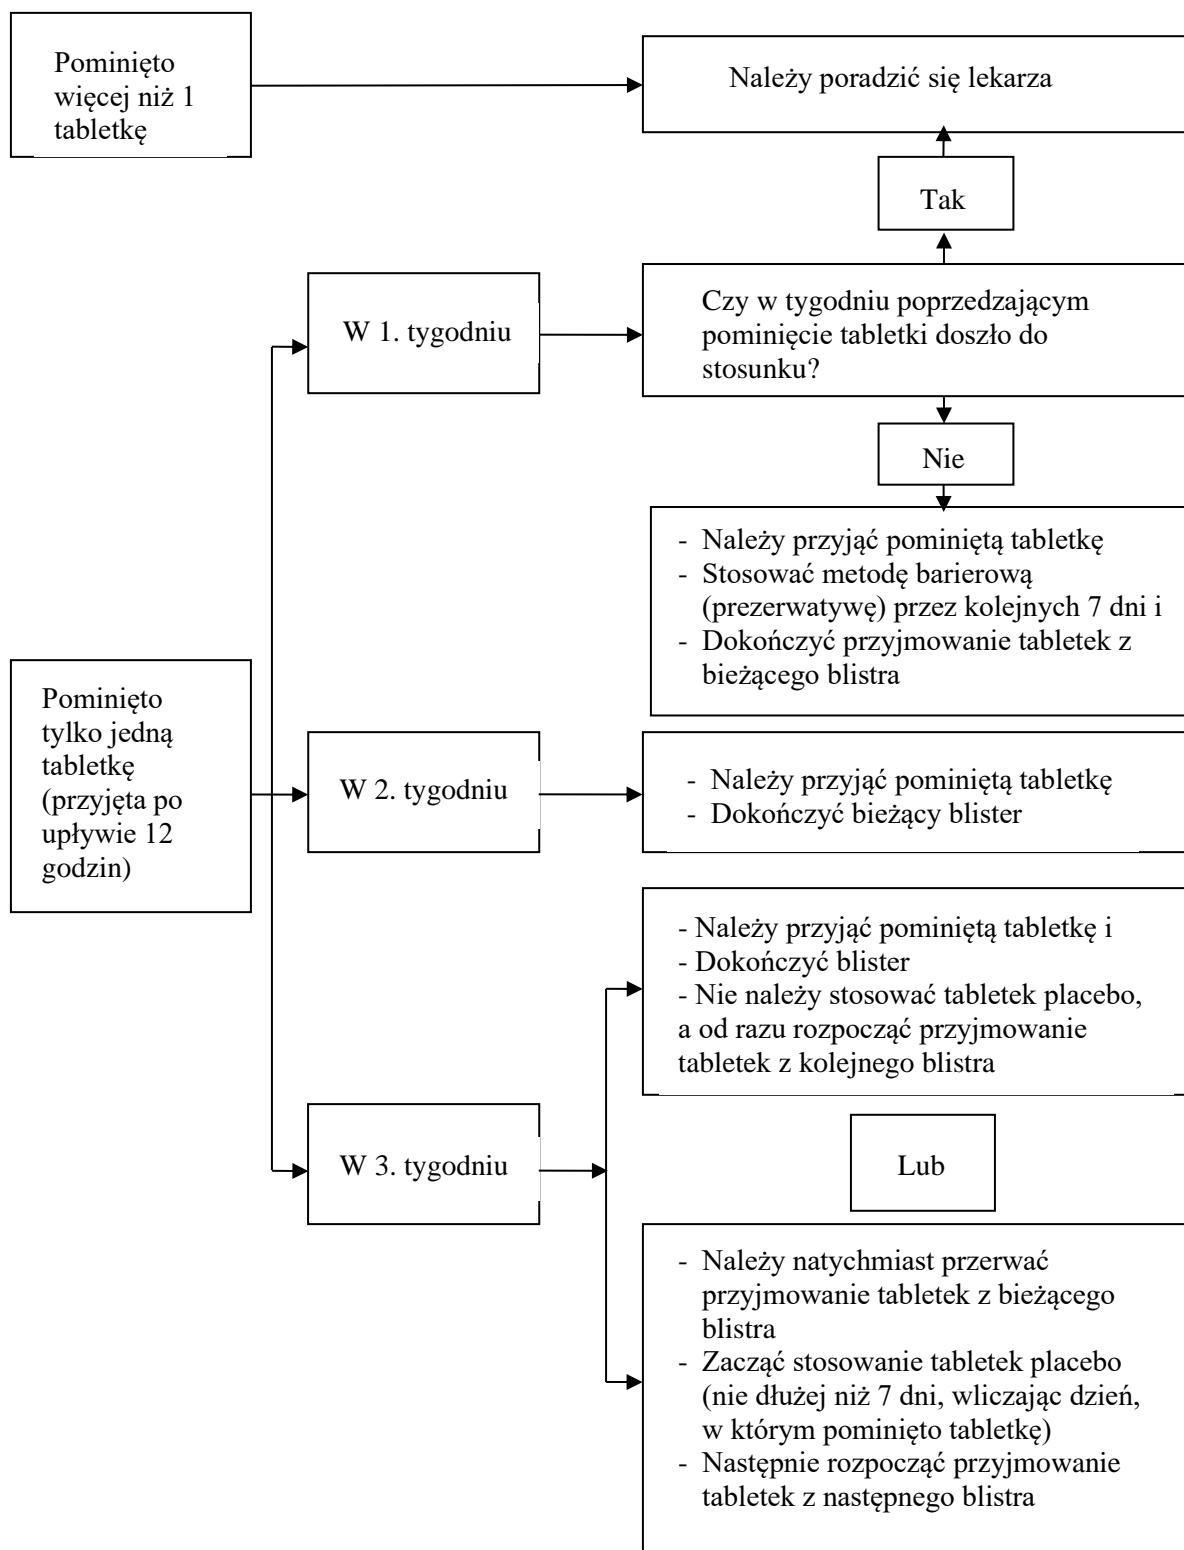 Pominięto
więcej niż 1
tabletkę
Należy poradzić się lekarza
Tak
W 1. tygodniu
Czy w tygodniu poprzedzającym
pominięcie tabletki doszło do
stosunku?
Nie
- Należy przyjąć pominiętą tabletkę
- Stosować metodę barierową
(prezerwatywę) przez kolejnych 7 dni i
- Dokończyć przyjmowanie tabletek z
bieżącego blistra
Pominięto
tylko jedną
tabletkę
(przyjęta po
upływie 12
godzin)
W 2. tygodniu
- Należy przyjąć pominiętą tabletkę
- Dokończyć bieżący blister
- Należy przyjąć pominiętą tabletkę i
- Dokończyć blister
- Nie należy stosować tabletek placebo,
a od razu rozpocząć przyjmowanie
tabletek z kolejnego blistra
W 3. tygodniu
Lub
- Należy natychmiast przerwać
przyjmowanie tabletek z bieżącego
blistra
- Zacząć stosowanie tabletek placebo
(nie dłużej niż 7 dni, wliczając dzień,
w którym pominięto tabletkę)
- Następnie rozpocząć przyjmowanie
tabletek z następnego blistra